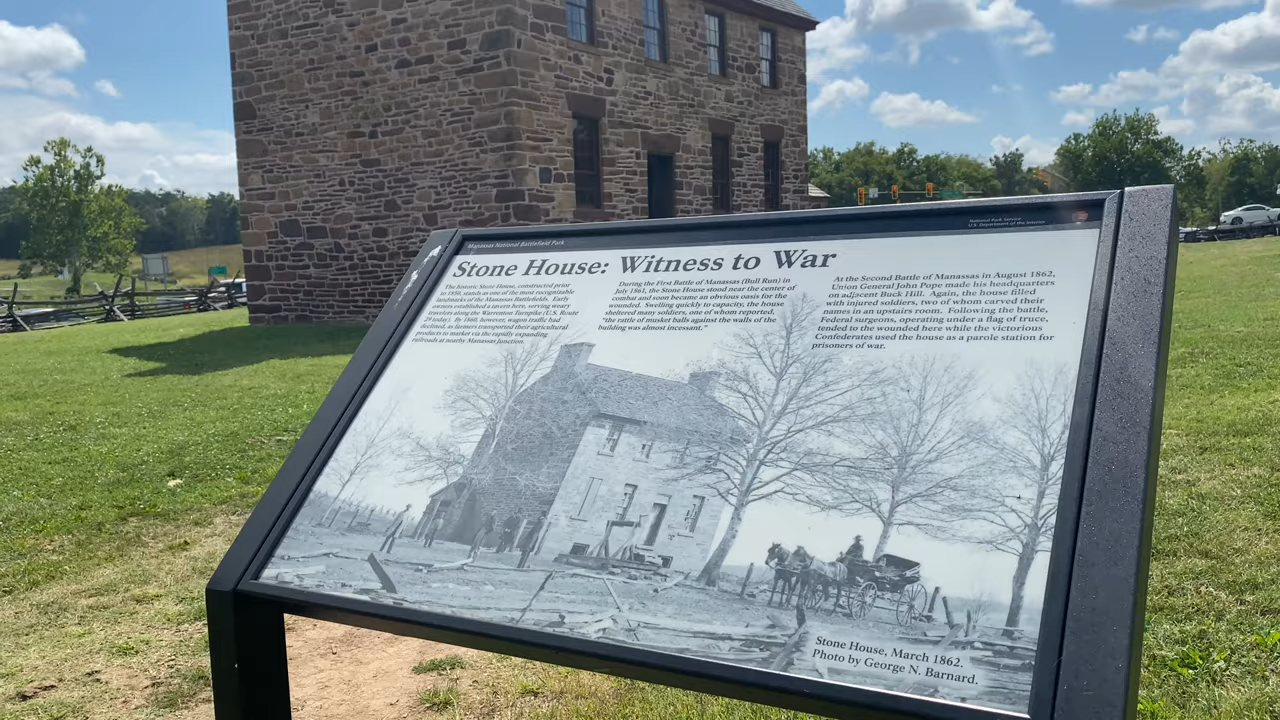 Manassas National Battlefield Park
National Park Service
U.S. Department of the Interior
Stone House: Witness to War
The historic Stone House, constructed prior
to 1850, stands as one of the most recognizable
landmarks of the Manassas Battlefields. Early
owners established a tavern here, serving weary
travelers along the Warrenton Turnpike (U.S. Route
29 today). By 1860, however, wagon traffic had
declined, as farmers transported their agricultural
products to market via the rapidly expanding
railroads at nearby Manassas Junction.
During the First Battle of Manassas (Bull Run) in
July 1861, the Stone House stood near the center of
combat and soon became an obvious oasis for the
wounded. Swelling quickly to capacity, the house
sheltered many soldiers, one of whom reported,
"the rattle of musket balls against the walls of the
building was almost incessant."
At the Second Battle of Manassas in August 1862,
Union General John Pope made his headquarters
on adjacent Buck Hill. Again, the house filled
with injured soldiers, two of whom carved their
names in an upstairs room. Following the battle,
Federal surgeons, operating under a flag of truce,
tended to the wounded here while the victorious
Confederates used the house as a parole station for
prisoners of war.
Stone House, March 1862.
Photo by George N. Barnard.